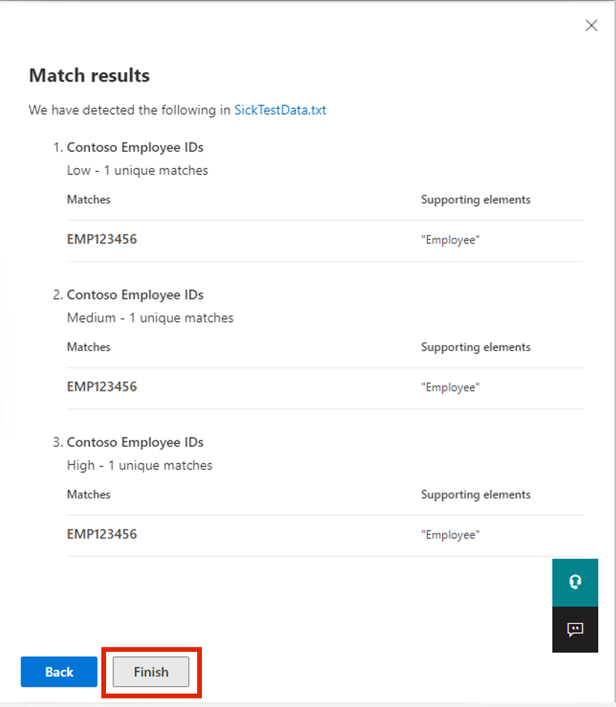 Match results
We have detected the following in SickTestData.txt
1. Contoso Employee IDs
Low - 1 unique matches
Matches Supporting elements
EMP123456 "Employee"
2. Contoso Employee IDs
Medium - 1 unique matches
Matches Supporting elements
EMP123456 "Employee"
3. Contoso Employee IDs
High - 1 unique matches
Matches Supporting elements
EMP123456 "Employee"
Back Finish